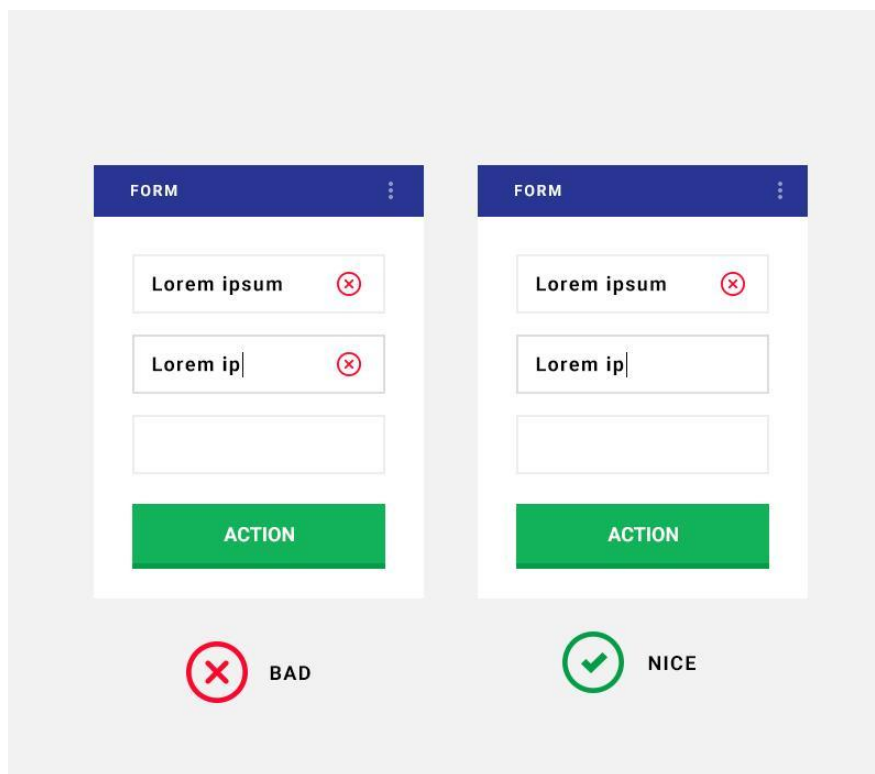 FORM
Lorem ipsum
Lorem ip
ACTION
BAD
FORM
Lorem ipsum
Lorem ip
ACTION
NICE